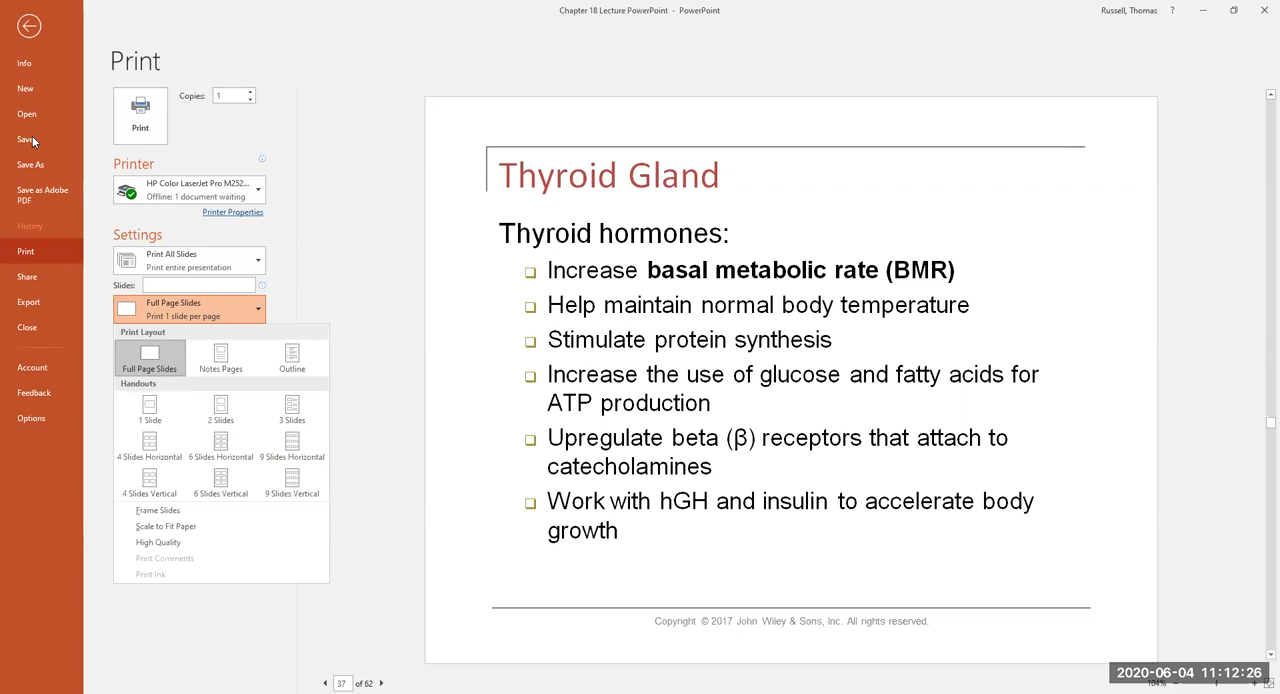 Chapter 18 Lecture PowerPoint - PowerPoint
Russell, Thomas ?
Info
New
Open
Save
Save As
Save as Adobe
PDF
History
Print
Share
Export
Close
Account
Feedback
Options
Print
Print
Copies: 1
Printer
HP Color LaserJet Pro M252...
Offline: 1 document waiting
Printer Properties
Settings
Print All Slides
Print entire presentation
Slides:
Full Page Slides
Print 1 slide per page
Print Layout
Full Page Slides Notes Pages Outline
Handouts
1 Slide 2 Slides 3 Slides
4 Slides Horizontal 6 Slides Horizontal 9 Slides Horizontal
4 Slides Vertical 6 Slides Vertical 9 Slides Vertical
Frame Slides
Scale to Fit Paper
High Quality
Print Comments
Print Ink
Thyroid Gland
Thyroid hormones:
Increase basal metabolic rate (BMR)
Help maintain normal body temperature
Stimulate protein synthesis
Increase the use of glucose and fatty acids for
ATP production
Upregulate beta (β) receptors that attach to
catecholamines
Work with hGH and insulin to accelerate body
growth
Copyright © 2017 John Wiley & Sons, Inc. All rights reserved.
37 of 62
2020-06-04 11:12:26
104%